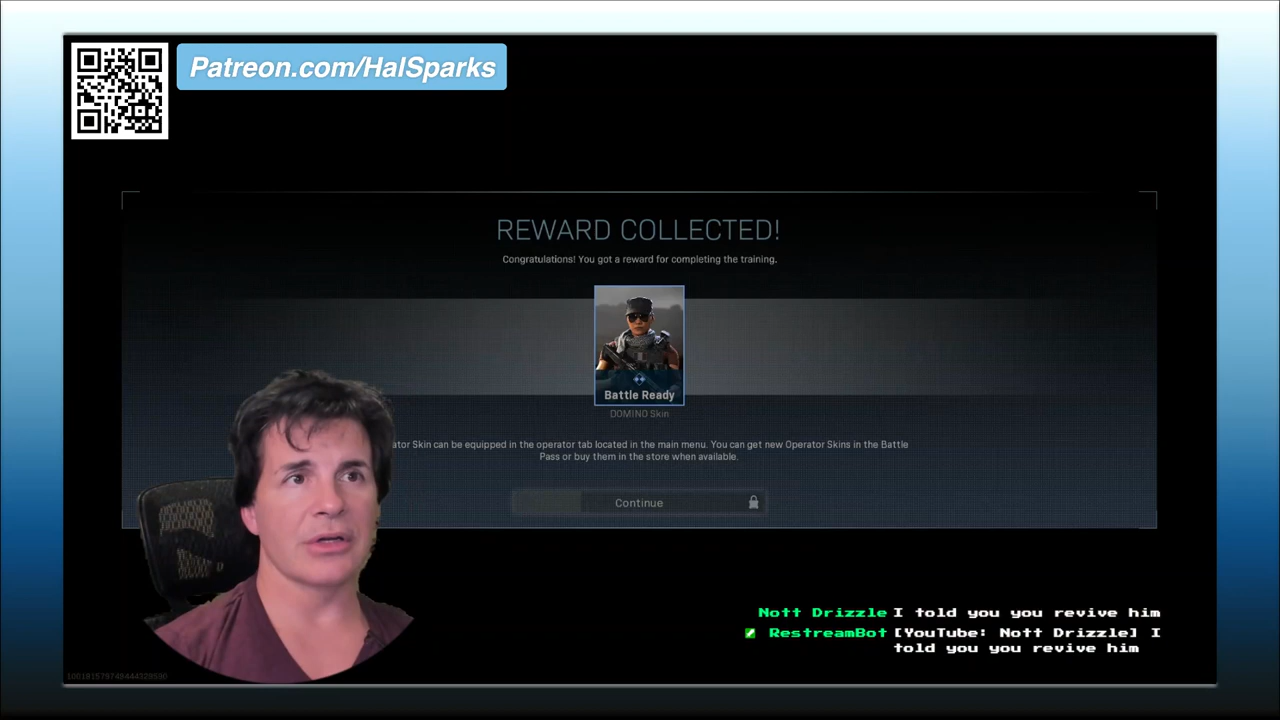 Patreon.com/HalSparks
REWARD COLLECTED!
Congratulations! You got a reward for completing the training.
Battle Ready
DOMINO Skin
ator Skin can be equipped in the operator tab located in the main menu. You can get new Operator Skins in the Battle
Pass or buy them in the store when available.
Continue
Nott Drizzle I told you you revive him
RestreamBot [YouTube: Nott Drizzle] I
told you you revive him